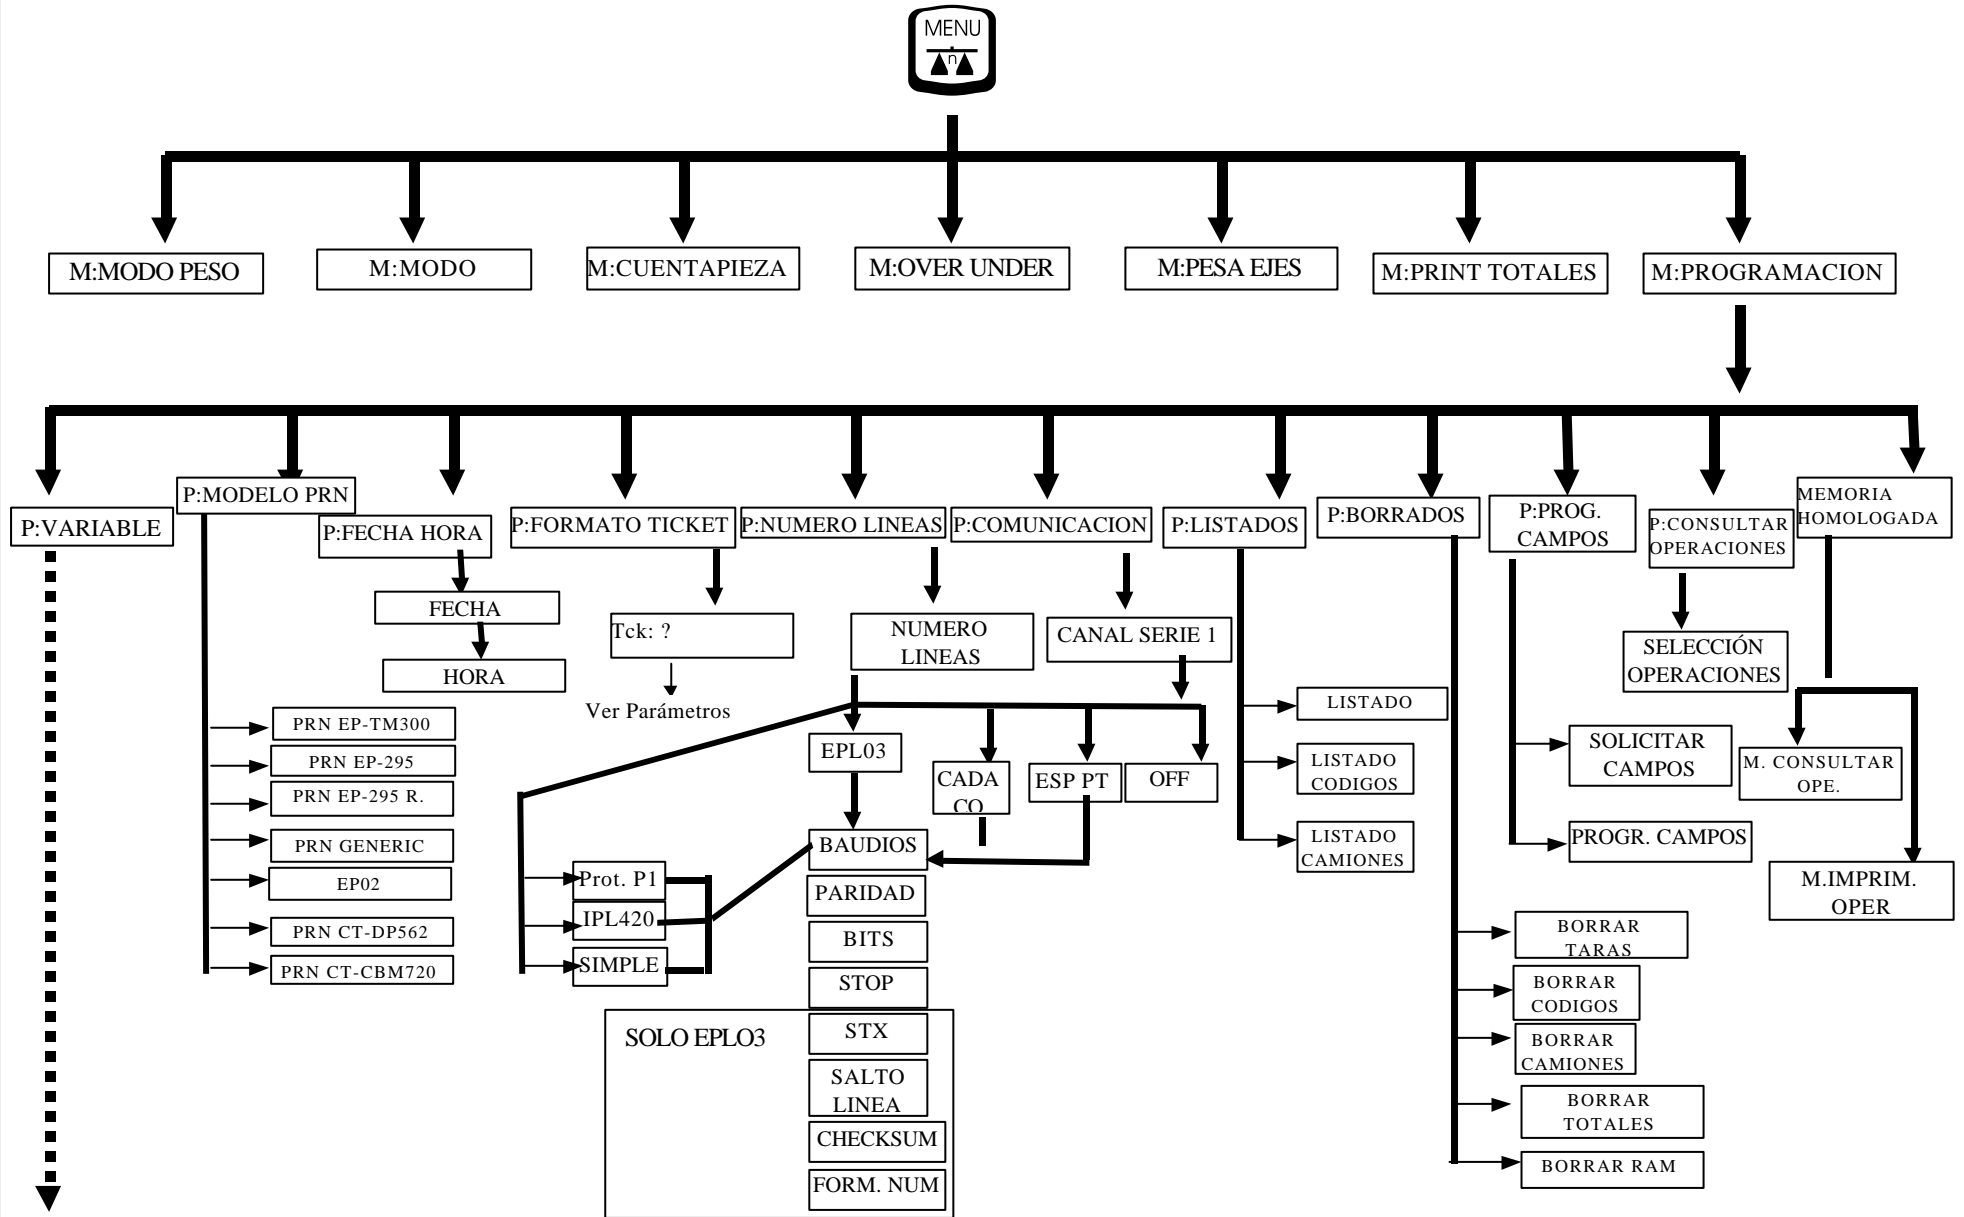 MENU
n
M:MODO PESO
M:MODO
M:CUENTAPIEZA
M:OVER UNDER
M:PESA EJES
M:PRINT TOTALES
M:PROGRAMACION
P:VARIABLE
P:MODELO PRN
P:FECHA HORA
P:FORMATO TICKET
P:NUMERO LINEAS
P:COMUNICACION
P:LISTADOS
P:BORRADOS
P:PROG.
CAMPOS
P:CONSULTAR
OPERACIONES
MEMORIA
HOMOLOGADA
FECHA
HORA
Tck: ?
Ver Parámetros
NUMERO
LINEAS
CANAL SERIE 1
SELECCIÓN
OPERACIONES
PRN EP-TM300
PRN EP-295
PRN EP-295 R.
PRN GENERIC
EP02
PRN CT-DP562
PRN CT-CBM720
EPL03
CADA
CO
ESP PT
OFF
Prot. P1
IPL420
SIMPLE
BAUDIOS
PARIDAD
BITS
STOP
SOLO EPLO3
STX
SALTO
LINEA
CHECKSUM
FORM. NUM
LISTADO
LISTADO
CODIGOS
LISTADO
CAMIONES
SOLICITAR
CAMPOS
PROGR. CAMPOS
M. CONSULTAR
OPE.
M.IMPRIM.
OPER
BORRAR
TARAS
BORRAR
CODIGOS
BORRAR
CAMIONES
BORRAR
TOTALES
BORRAR RAM